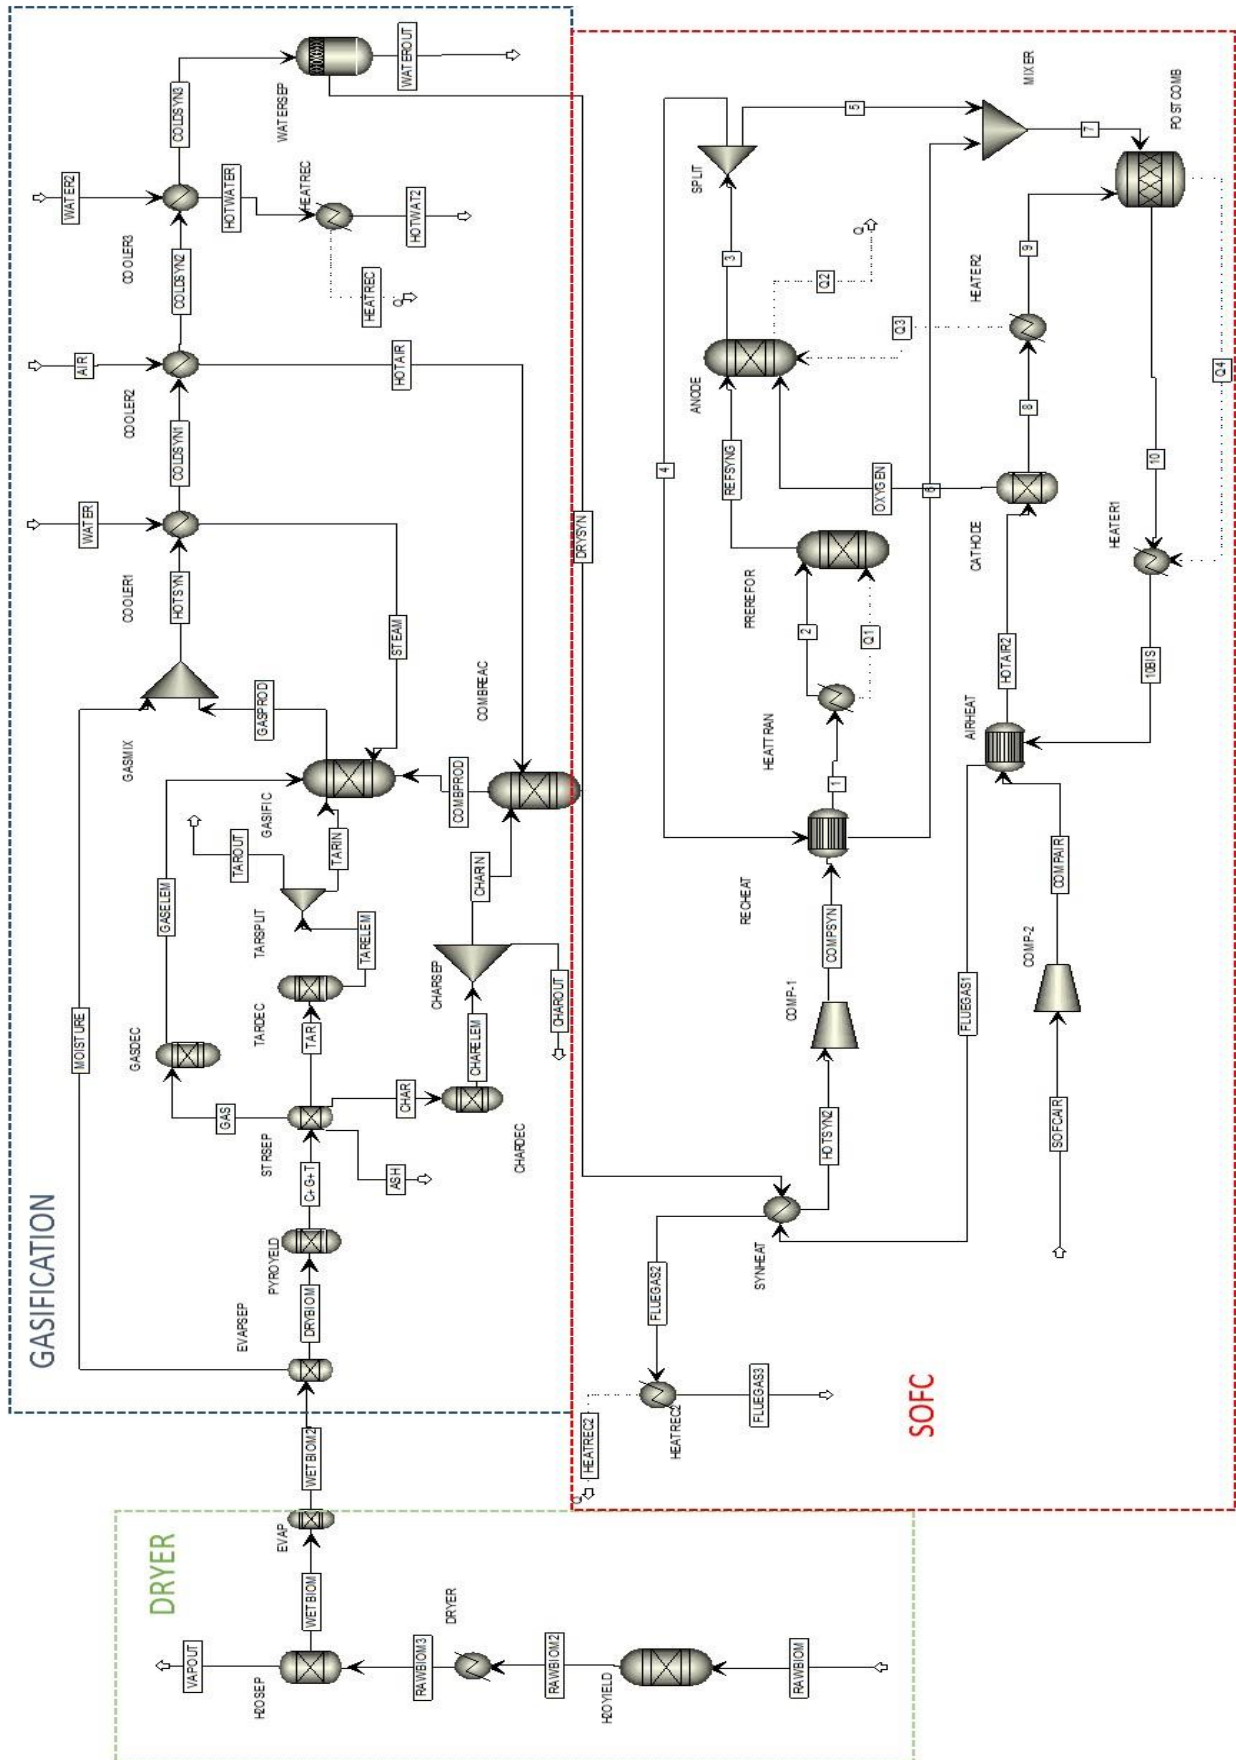 GASIFICATION
WATER2
AIR
WATER
COOLER3
COOLER2
COOLER1
COLDSYN3
COLDSYN2
COLDSYN1
HOTSYN
WATERSEP
WATEROUT
HOTWATER
HEATREC
HOTWAT2
HEATREC
Q
HOTAIR
STEAM
GASMIX
GASPROD
COMBREAC
COMBPROD
GASIFIC
TARIN
TAROUT
TARSPLIT
TARELEM
TARDEC
TAR
GASELEM
GASDEC
GAS
MOISTURE
CHARIN
CHARSEP
CHAROUT
CHARELEM
CHARDEC
CHAR
STRSEP
ASH
C+G+T
PYROYELD
DRYBIOM
EVAPSEP
WETBIOM2
DRYSYN
DRYER
EVAP
WETBIOM
VAPOUT
H2OSEP
RAWBIOM3
DRYER
RAWBIOM2
H2OYIELD
RAWBIOM
SOFC
MIXER
POSTCOMB
SPLIT
5
7
3
Q2
Q
ANODE
Q3
HEATER2
9
8
Q4
10
HEATER1
10BIS
REFSYNG
OXYGEN
6
CATHODE
4
PREREFOR
2
Q1
HEATTRAN
1
HOTAIR2
AIRHEAT
RECHEAT
COMPSYN
COMP-1
HOTSYN2
COMPAIR
COMP-2
SOFCAIR
FLUEGAS1
SYNHEAT
FLUEGAS2
HEATREC2
FLUEGAS3
HEATREC2
Q